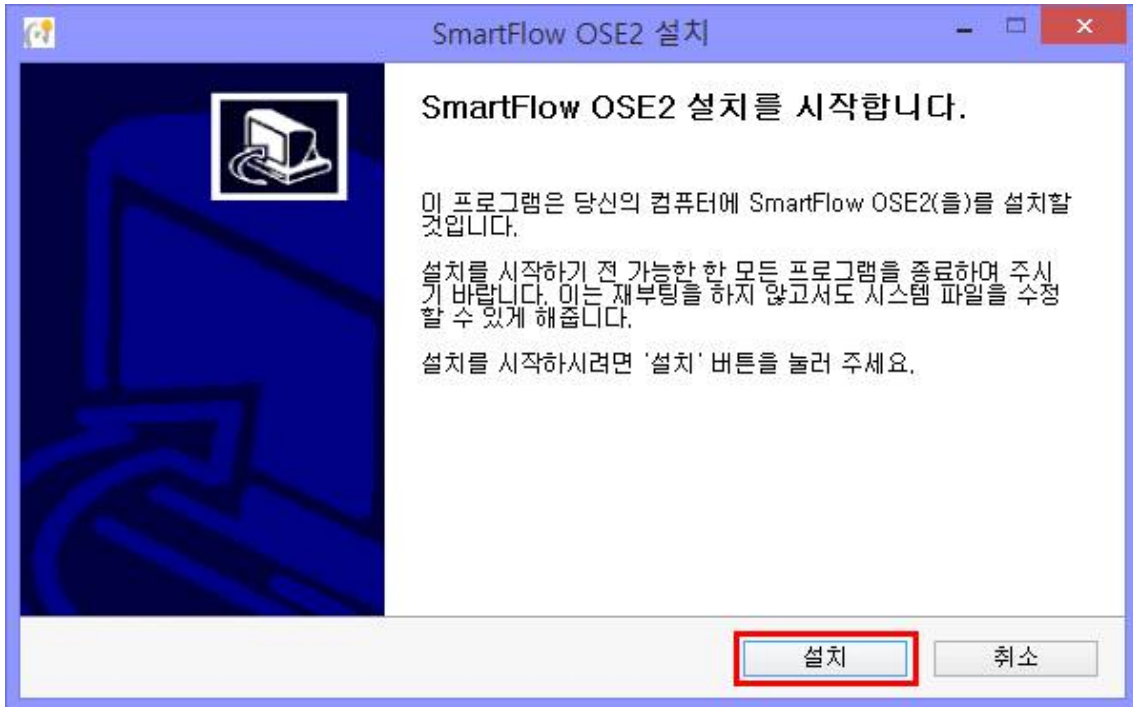 SmartFlow OSE2 설치
SmartFlow OSE2 설치를 시작합니다.
이 프로그램은 당신의 컴퓨터에 SmartFlow OSE2(을)를 설치할
것입니다.
설치를 시작하기 전 가능한 한 모든 프로그램을 종료하며 주시
기 바랍니다. 이는 재부팅을 하지 않고서도 시스템 파일을 수정
할 수 있게 해줍니다.
설치를 시작하시려면 '설치' 버튼을 눌러 주세요.
설치
취소